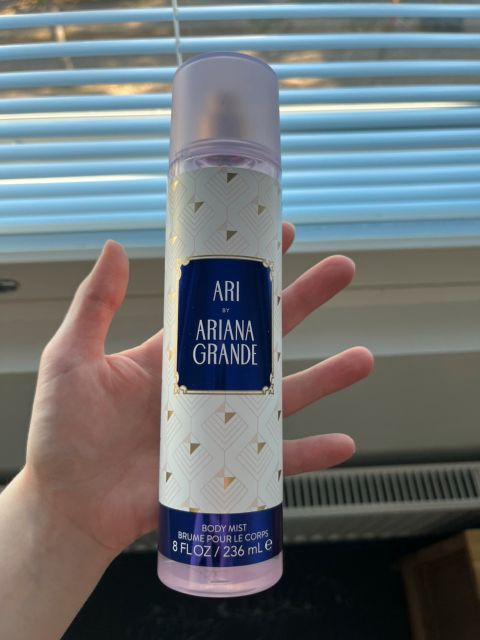 ARI
BY
ARIANA
GRANDE
BODY MIST
BRUME POUR LE CORPS
8 FL OZ / 236 mL ℮